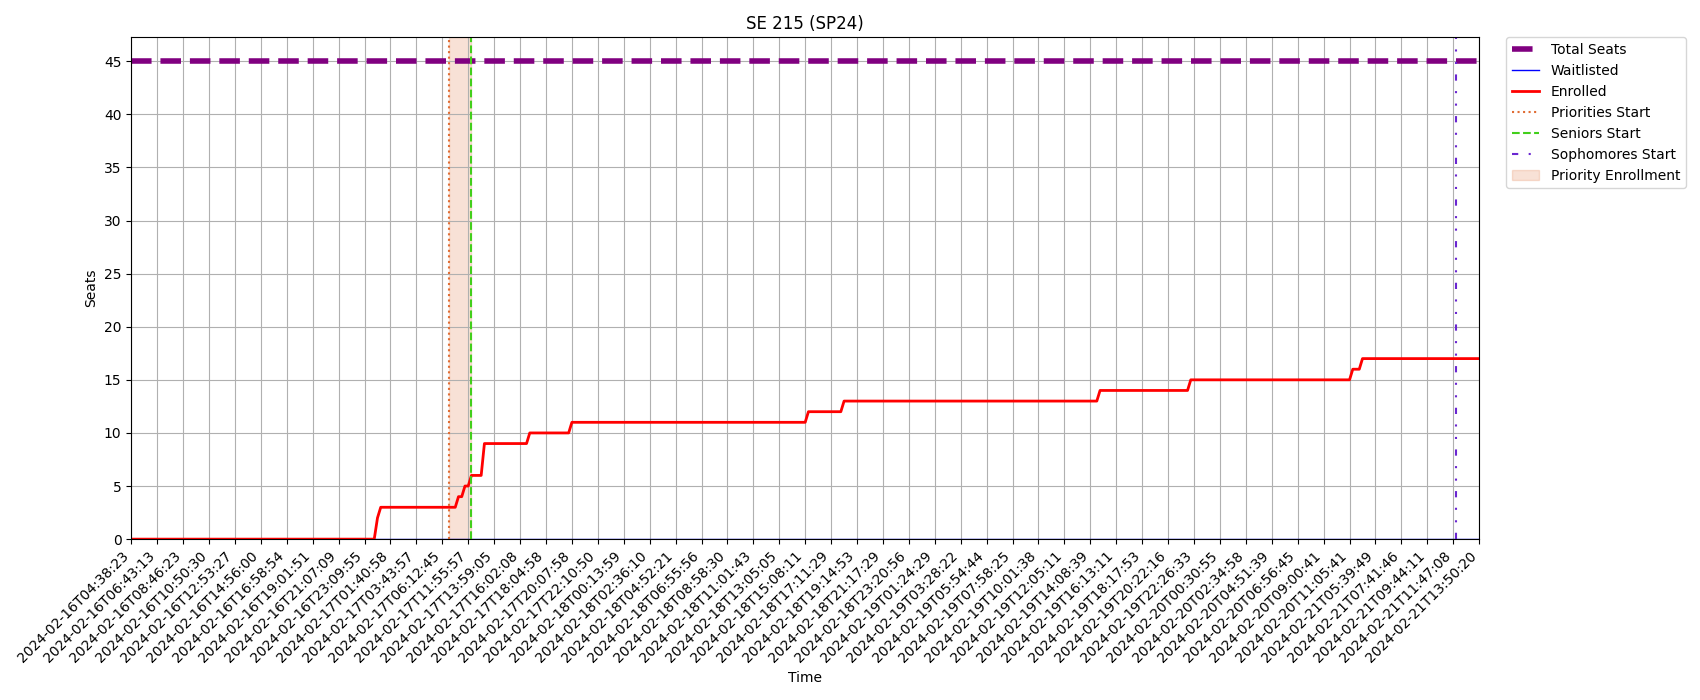 SE 215 (SP24)
Total Seats
Waitlisted
Enrolled
Priorities Start
Seniors Start
Sophomores Start
Priority Enrollment
Seats
45
40
35
30
25
20
15
10
5
0
2024-02-16T04:38:23
2024-02-16T06:43:13
2024-02-16T08:46:23
2024-02-16T10:50:30
2024-02-16T12:53:27
2024-02-16T14:56:00
2024-02-16T16:58:54
2024-02-16T19:01:51
2024-02-16T21:07:09
2024-02-16T23:09:55
2024-02-17T01:40:58
2024-02-17T03:43:57
2024-02-17T06:12:45
2024-02-17T11:55:57
2024-02-17T13:59:05
2024-02-17T16:02:08
2024-02-17T18:04:58
2024-02-17T20:07:58
2024-02-17T22:10:50
2024-02-18T00:13:59
2024-02-18T02:36:10
2024-02-18T04:52:21
2024-02-18T06:55:56
2024-02-18T08:58:30
2024-02-18T11:01:43
2024-02-18T13:05:05
2024-02-18T15:08:11
2024-02-18T17:11:29
2024-02-18T19:14:53
2024-02-18T21:17:29
2024-02-18T23:20:56
2024-02-19T01:24:29
2024-02-19T03:28:22
2024-02-19T05:54:44
2024-02-19T07:58:25
2024-02-19T10:01:38
2024-02-19T12:05:11
2024-02-19T14:08:39
2024-02-19T16:13:11
2024-02-19T18:17:53
2024-02-19T20:22:16
2024-02-19T22:26:33
2024-02-20T00:30:55
2024-02-20T02:34:58
2024-02-20T04:51:39
2024-02-20T06:56:45
2024-02-20T09:00:41
2024-02-20T11:05:41
2024-02-21T05:39:49
2024-02-21T07:41:46
2024-02-21T09:44:11
2024-02-21T11:47:08
2024-02-21T13:50:20
Time